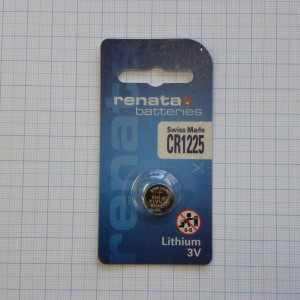 renata
batteries
Swiss Made
CR1225
Lithium
3V